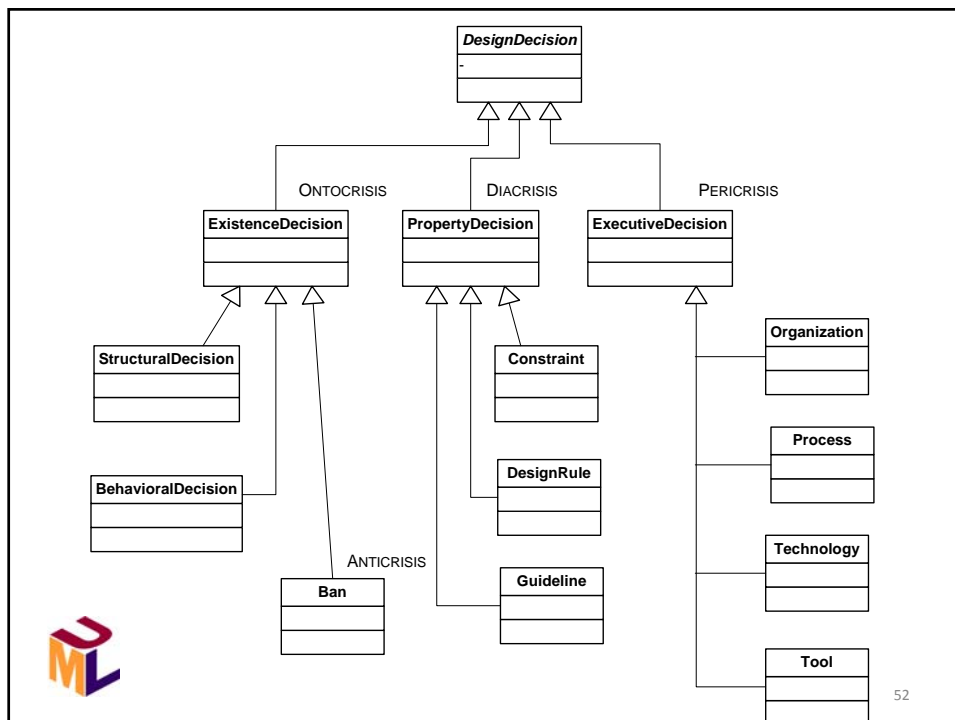 DesignDecision
-
ONTOCRISIS
DIACRISIS
PERICRISIS
ExistenceDecision
PropertyDecision
ExecutiveDecision
Organization
StructuralDecision
Constraint
Process
BehavioralDecision
DesignRule
Technology
ANTICRISIS
Ban
Guideline
Tool
UML
52